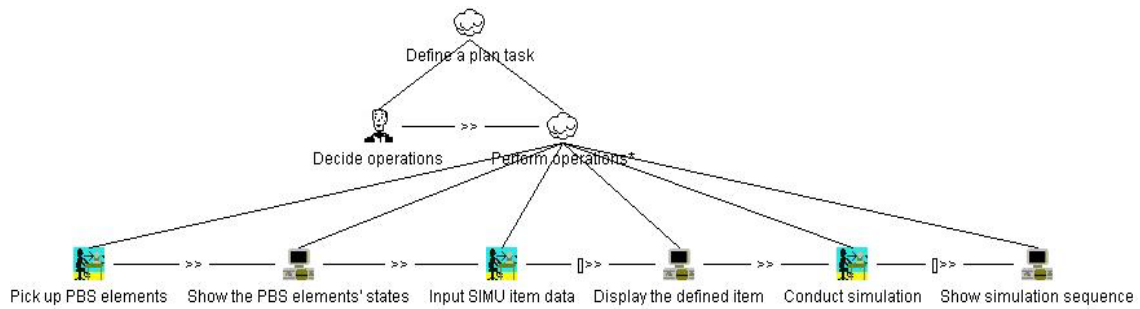 Define a plan task
>>
Decide operations
Perform operations*
>>
>>
[]>>
>>
[]>>
Pick up PBS elements
Show the PBS elements' states
Input SIMU item data
Display the defined item
Conduct simulation
Show simulation sequence